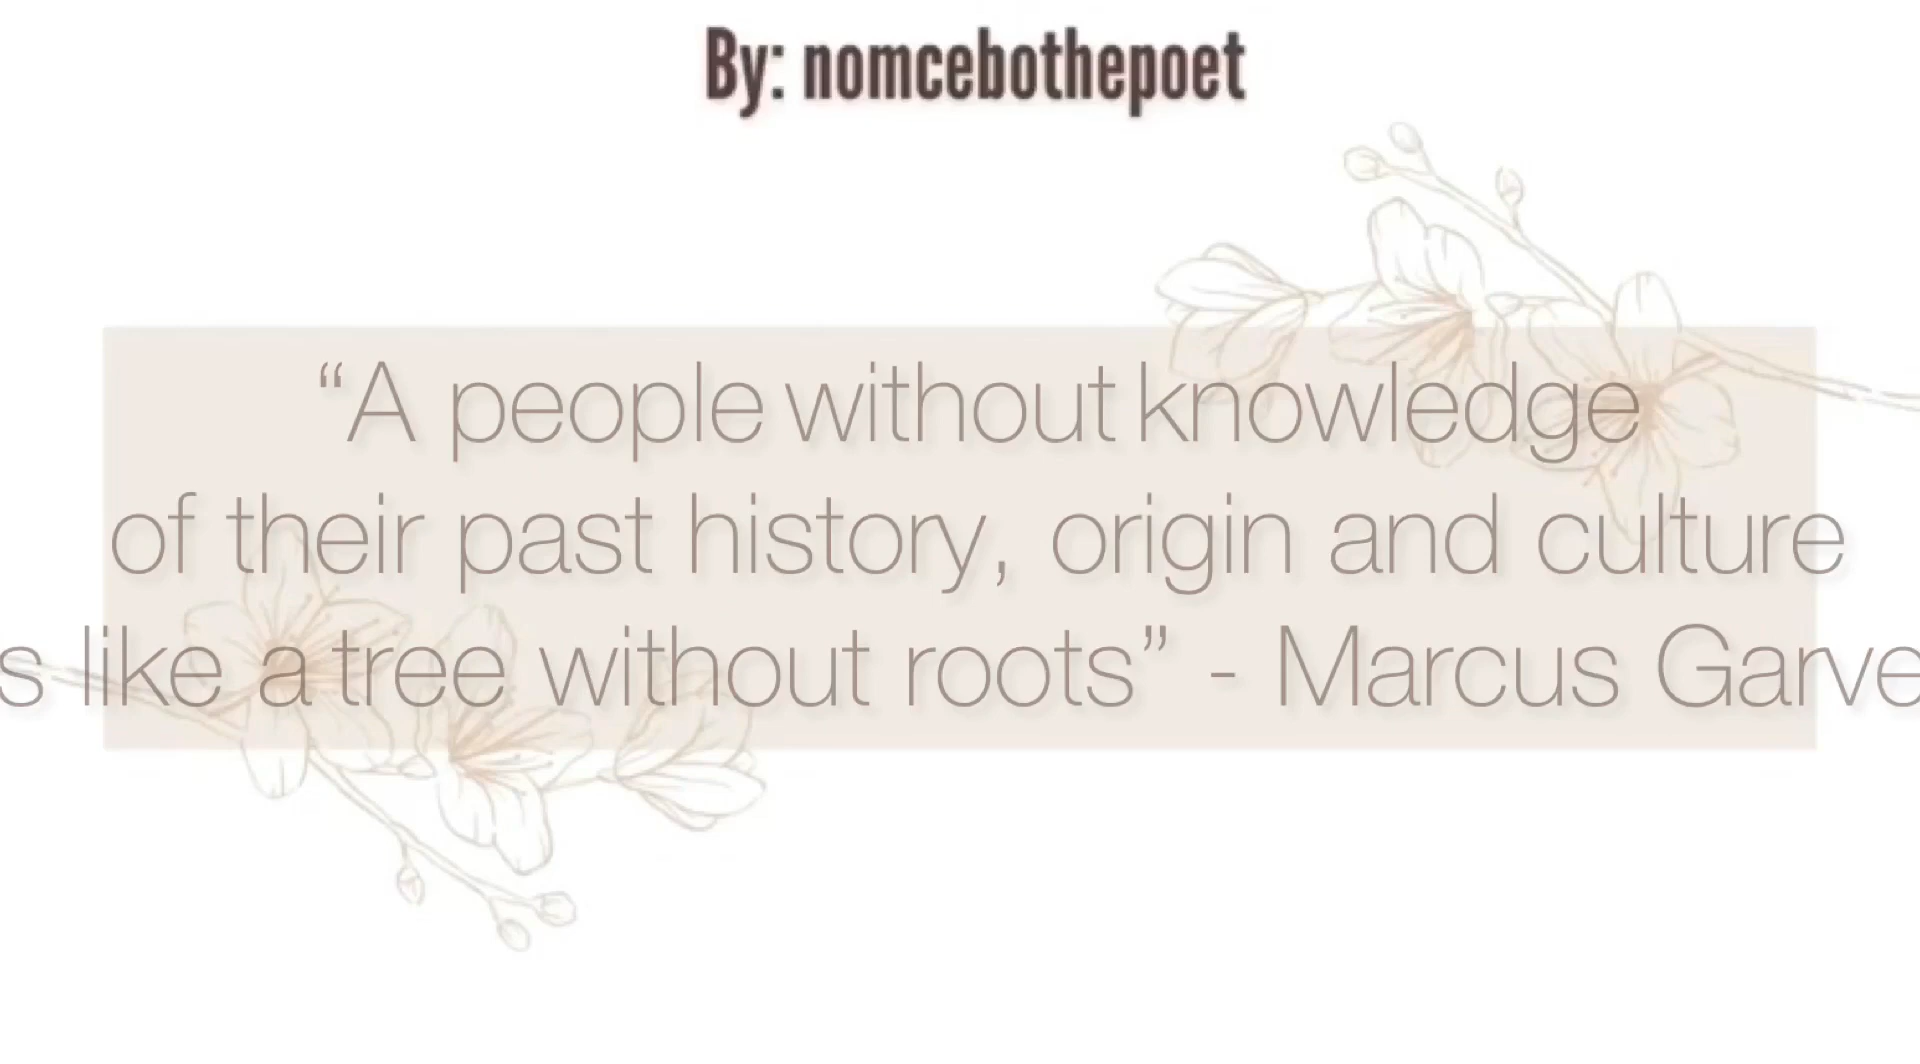 By: nomcebothepoet
“A people without knowledge
of their past history, origin and culture
s like a tree without roots” - Marcus Garve